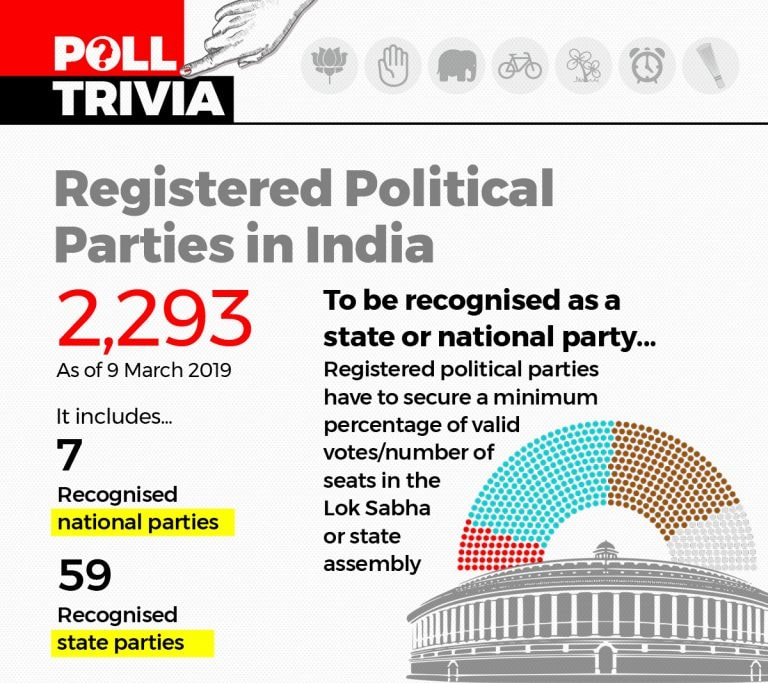 POLL
TRIVIA
Registered Political
Parties in India
2,293
As of 9 March 2019
It includes...
7
Recognised
national parties
59
Recognised
state parties
To be recognised as a
state or national party...
Registered political parties
have to secure a minimum
percentage of valid
votes/number of
seats in the
Lok Sabha
or state
assembly